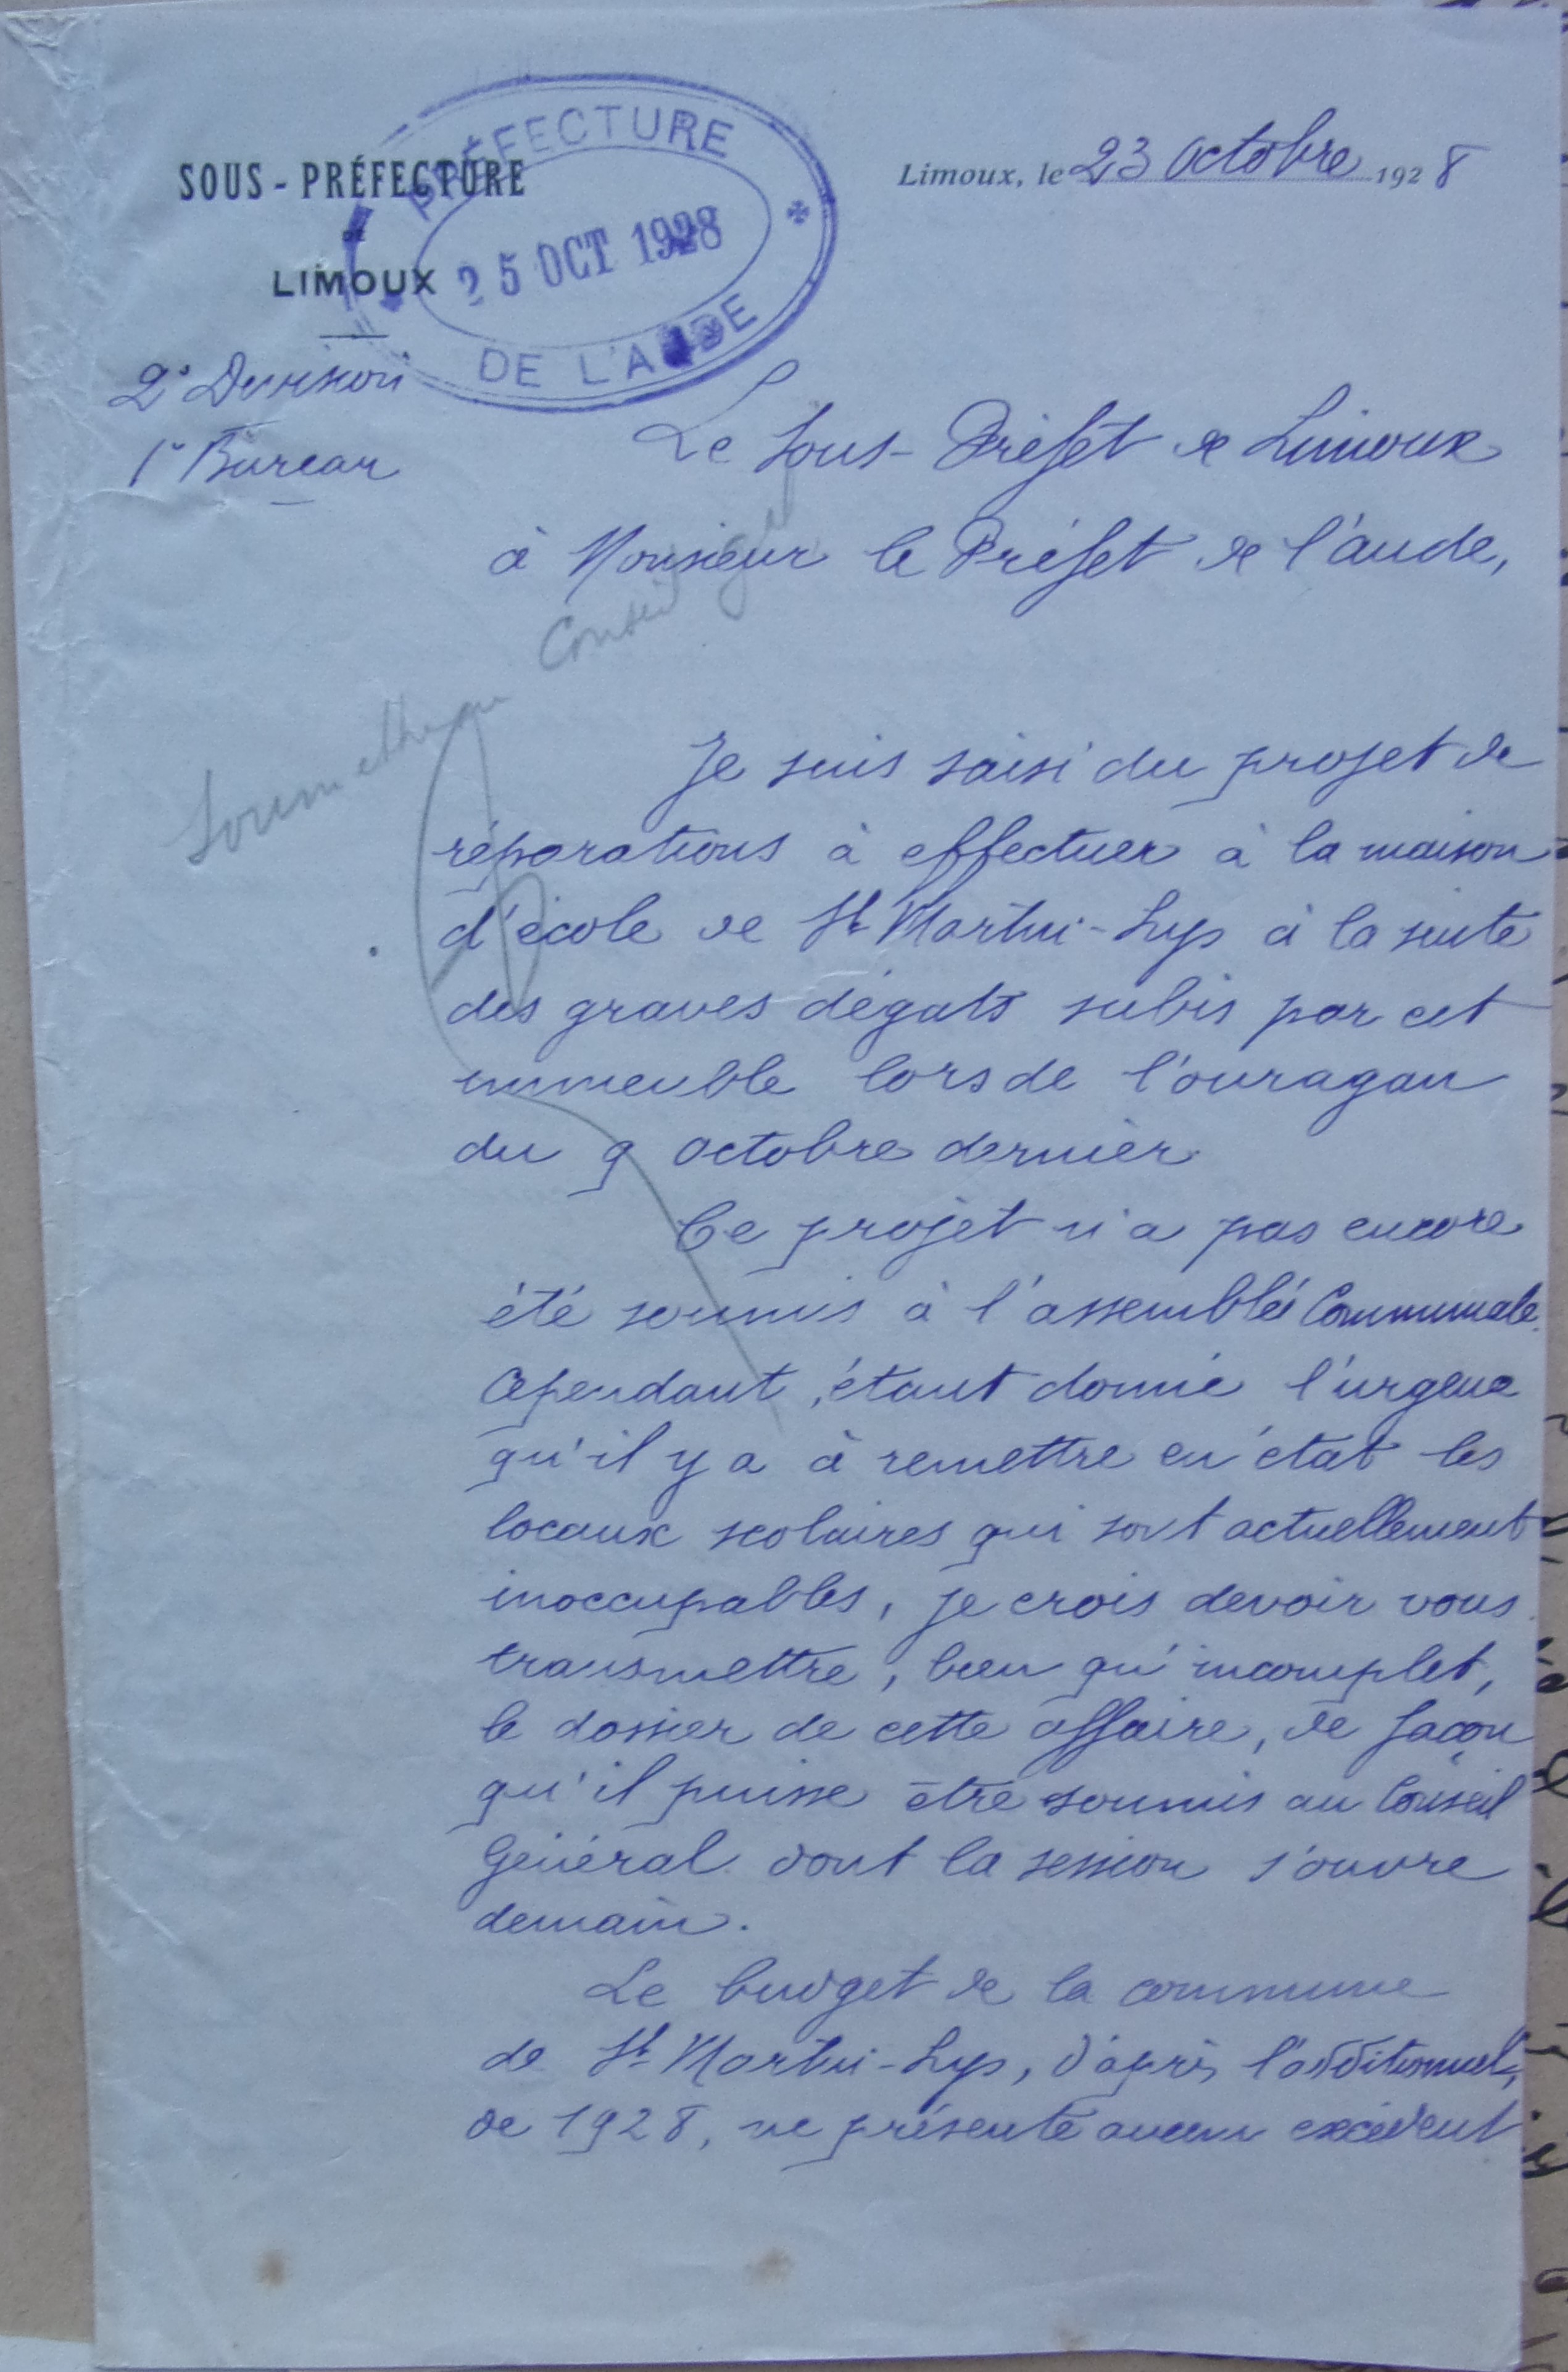 SOUS - PRÉFECTURE
DE
LIMOUX
PRÉFECTURE
25 OCT 1928
DE L'AUDE
Limoux, le 23 octobre 1928
2e Division
1er Bureau
Le Sous-Préfet de Limoux
à Monsieur le Préfet de l'Aude,
Soumettre au Conseil gal
Je suis saisi du projet de
réparations à effectuer à la maison
d'école de St Martin-Lys à la suite
des graves dégats subis par cet
immeuble lors de l'ouragan
du 9 octobre dernier.
Ce projet n'a pas encore
été soumis à l'assemblée Communale.
Cependant, étant donné l'urgence
qu'il y a à remettre en état les
locaux scolaires qui sont actuellement
inoccupables, je crois devoir vous
transmettre, bien qu'incomplet,
le dossier de cette affaire, de façon
qu'il puisse être soumis au Conseil
Général dont la session s'ouvre
demain.
Le budget de la commune
de St Martin-Lys, d'après l'additionnel,
de 1928, ne présente aucun excédent